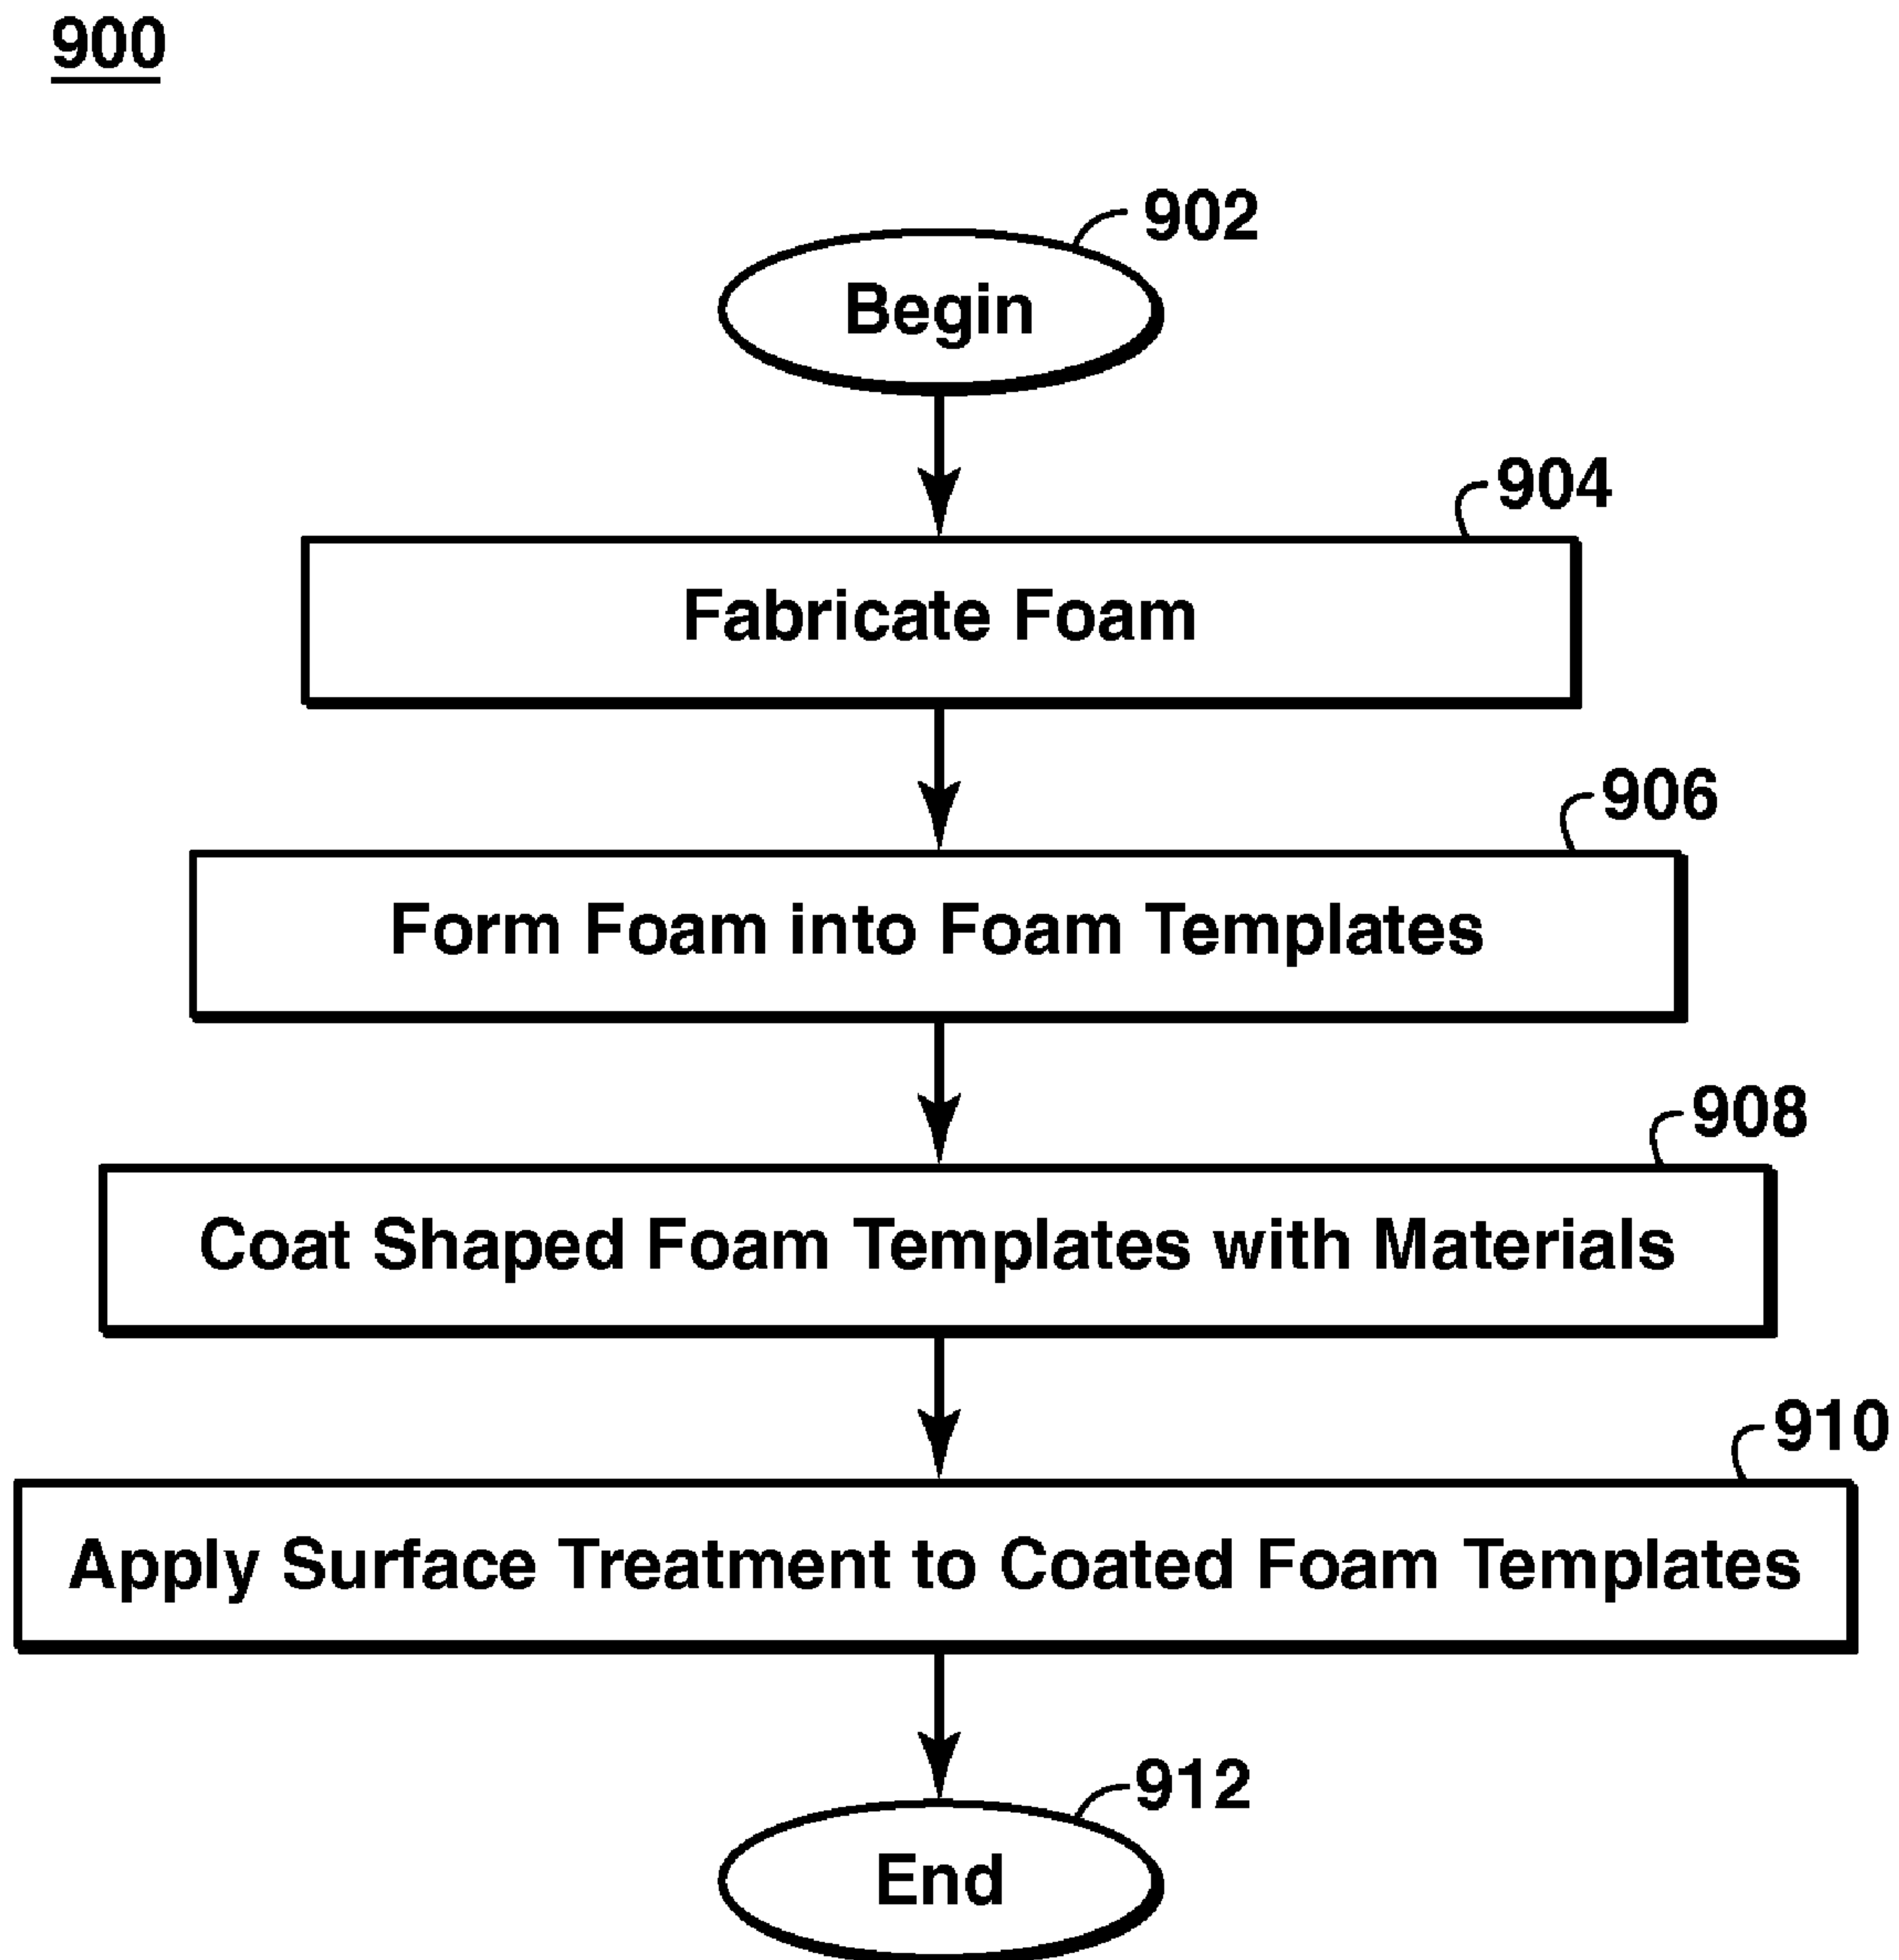 900
902
Begin
904
Fabricate Foam
906
Form Foam into Foam Templates
908
Coat Shaped Foam Templates with Materials
910
Apply Surface Treatment to Coated Foam Templates
912
End